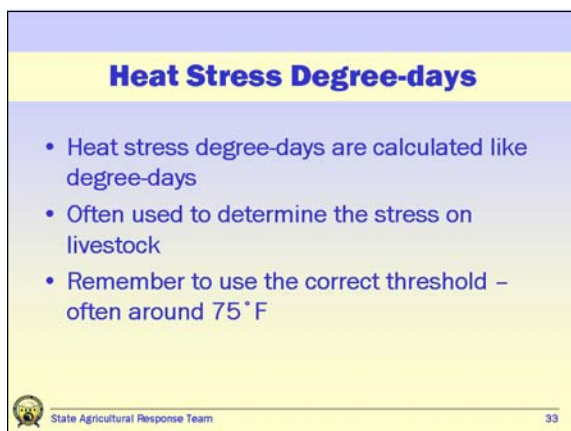 Heat Stress Degree-days
• Heat stress degree-days are calculated like
degree-days
• Often used to determine the stress on
livestock
• Remember to use the correct threshold –
often around 75˚F
State Agricultural Response Team 33